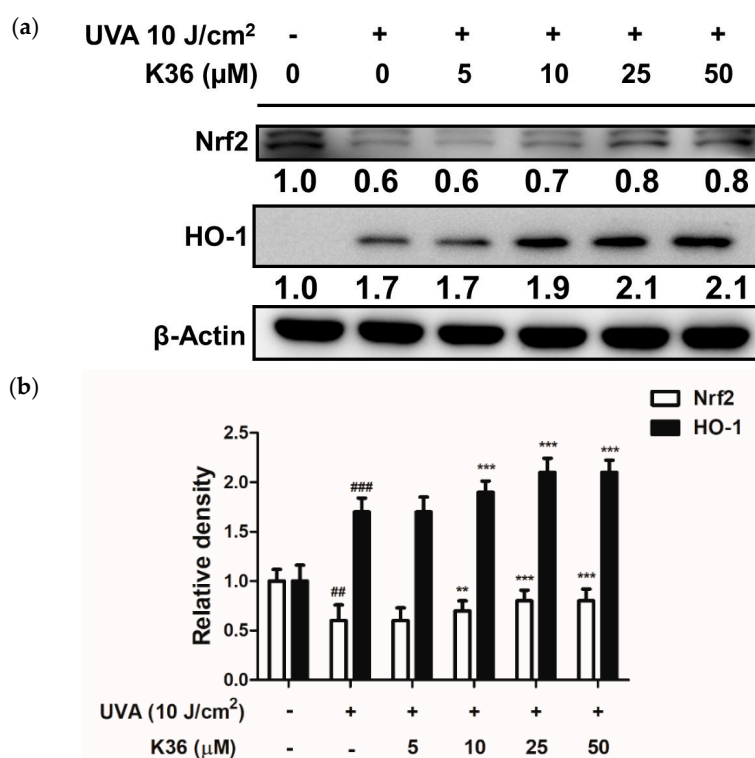 (a)
UVA 10 J/cm² - + + + + +
K36 (μM) 0 0 5 10 25 50
Nrf2
1.0 0.6 0.6 0.7 0.8 0.8
HO-1
1.0 1.7 1.7 1.9 2.1 2.1
β-Actin
(b)
Nrf2
HO-1
Relative density
2.5
2.0
1.5
1.0
0.5
0.0
## ### ** *** *** *** *** ***
UVA (10 J/cm²) - + + + + +
K36 (μM) - - 5 10 25 50